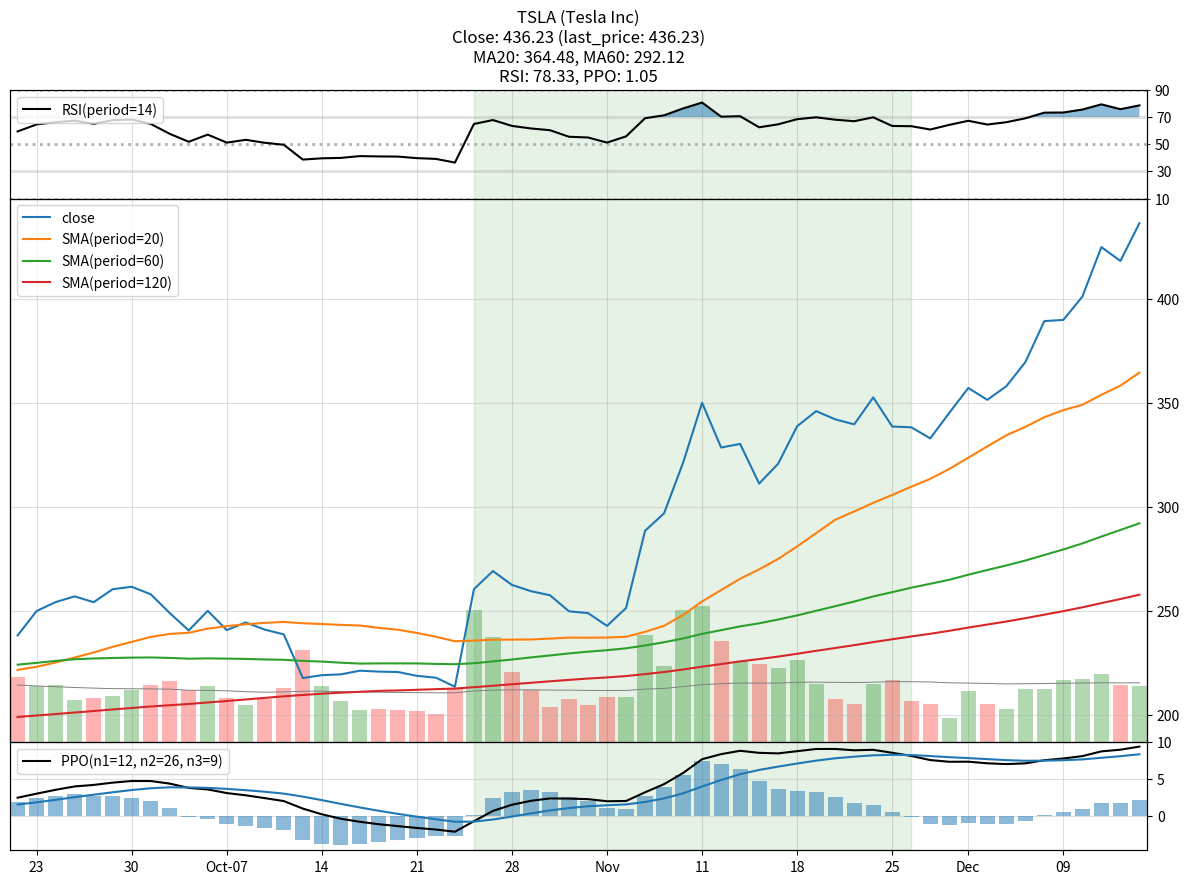 TSLA (Tesla Inc)
Close: 436.23 (last_price: 436.23)
MA20: 364.48, MA60: 292.12
RSI: 78.33, PPO: 1.05
RSI(period=14)
90
70
50
30
10
close
SMA(period=20)
SMA(period=60)
SMA(period=120)
400
350
300
250
200
PPO(n1=12, n2=26, n3=9)
10
5
0
23 30 Oct-07 14 21 28 Nov 11 18 25 Dec 09